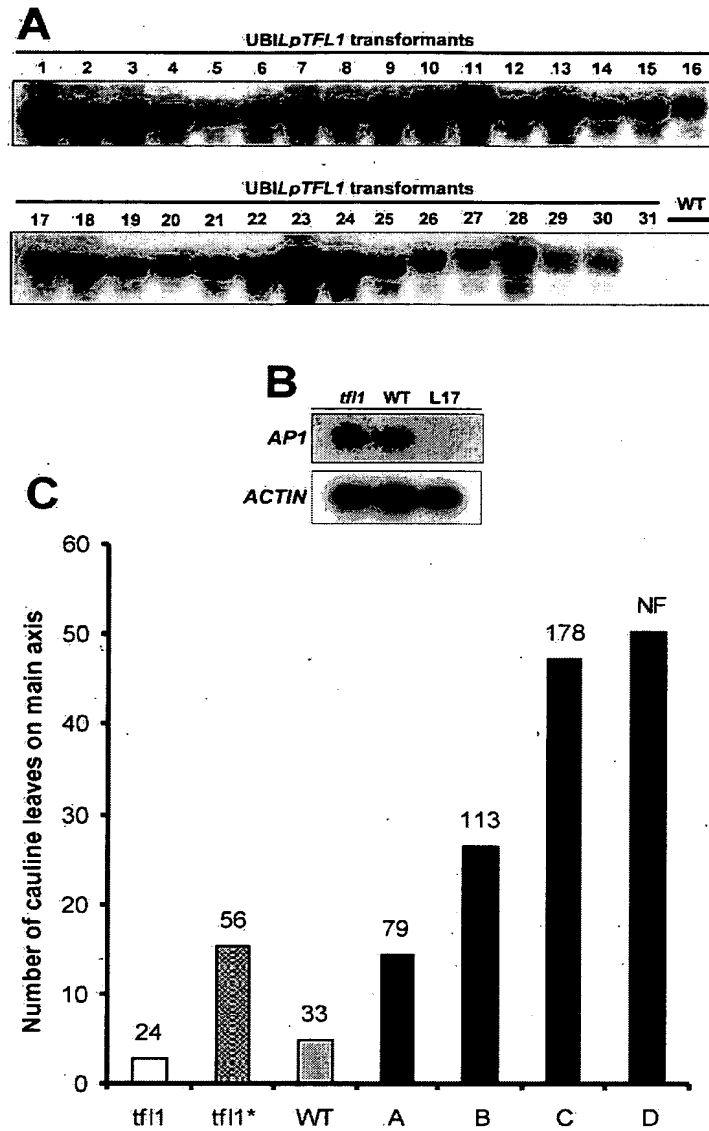 A
UBILpTFL1 transformants
1 2 3 4 5 6 7 8 9 10 11 12 13 14 15 16
UBILpTFL1 transformants
WT
17 18 19 20 21 22 23 24 25 26 27 28 29 30 31
B
tfl1 WT L17
AP1
ACTIN
C
Number of cauline leaves on main axis
60
50
40
30
20
10
0
24
56
33
79
113
178
NF
tfl1 tfl1* WT A B C D